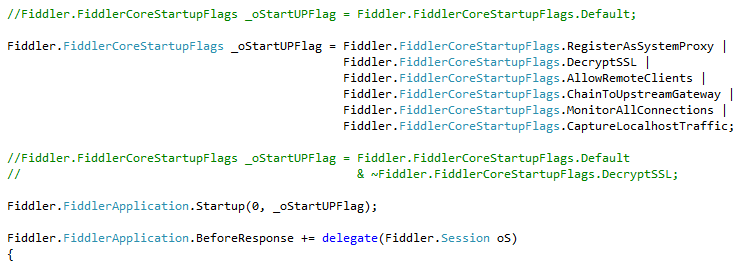 //Fiddler.FiddlerCoreStartupFlags _oStartUPFlag = Fiddler.FiddlerCoreStartupFlags.Default;
Fiddler.FiddlerCoreStartupFlags _oStartUPFlag = Fiddler.FiddlerCoreStartupFlags.RegisterAsSystemProxy |
Fiddler.FiddlerCoreStartupFlags.DecryptSSL |
Fiddler.FiddlerCoreStartupFlags.AllowRemoteClients |
Fiddler.FiddlerCoreStartupFlags.ChainToUpstreamGateway |
Fiddler.FiddlerCoreStartupFlags.MonitorAllConnections |
Fiddler.FiddlerCoreStartupFlags.CaptureLocalhostTraffic;
//Fiddler.FiddlerCoreStartupFlags _oStartUPFlag = Fiddler.FiddlerCoreStartupFlags.Default
// & ~Fiddler.FiddlerCoreStartupFlags.DecryptSSL;
Fiddler.FiddlerApplication.Startup(0, _oStartUPFlag);
Fiddler.FiddlerApplication.BeforeResponse += delegate(Fiddler.Session oS)
{